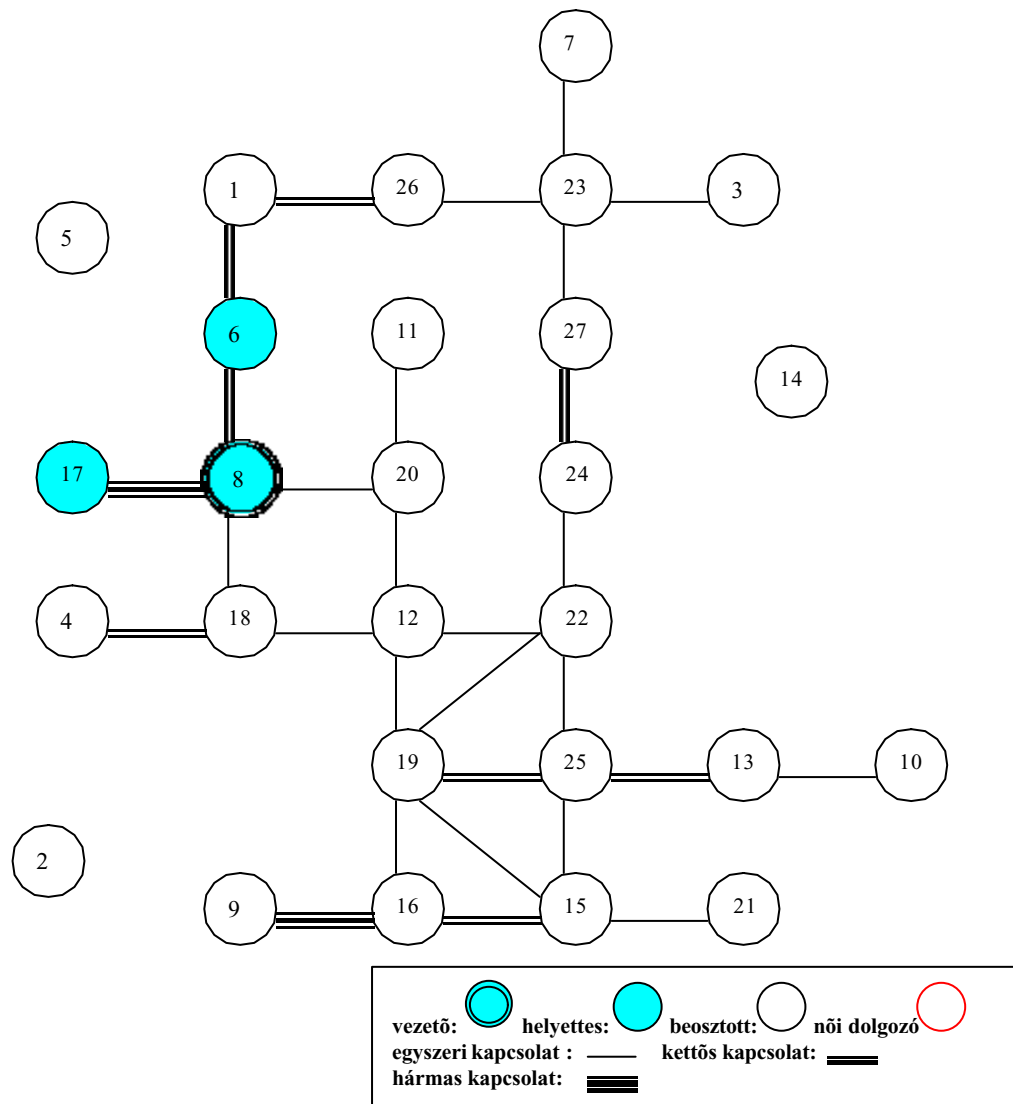 7
1 26 23 3
5
6 11 27
14
17 8 20 24
4 18 12 22
19 25 13 10
2
9 16 15 21
vezetõ: helyettes: beosztott: nõi dolgozó
egyszeri kapcsolat : kettõs kapcsolat:
hármas kapcsolat: